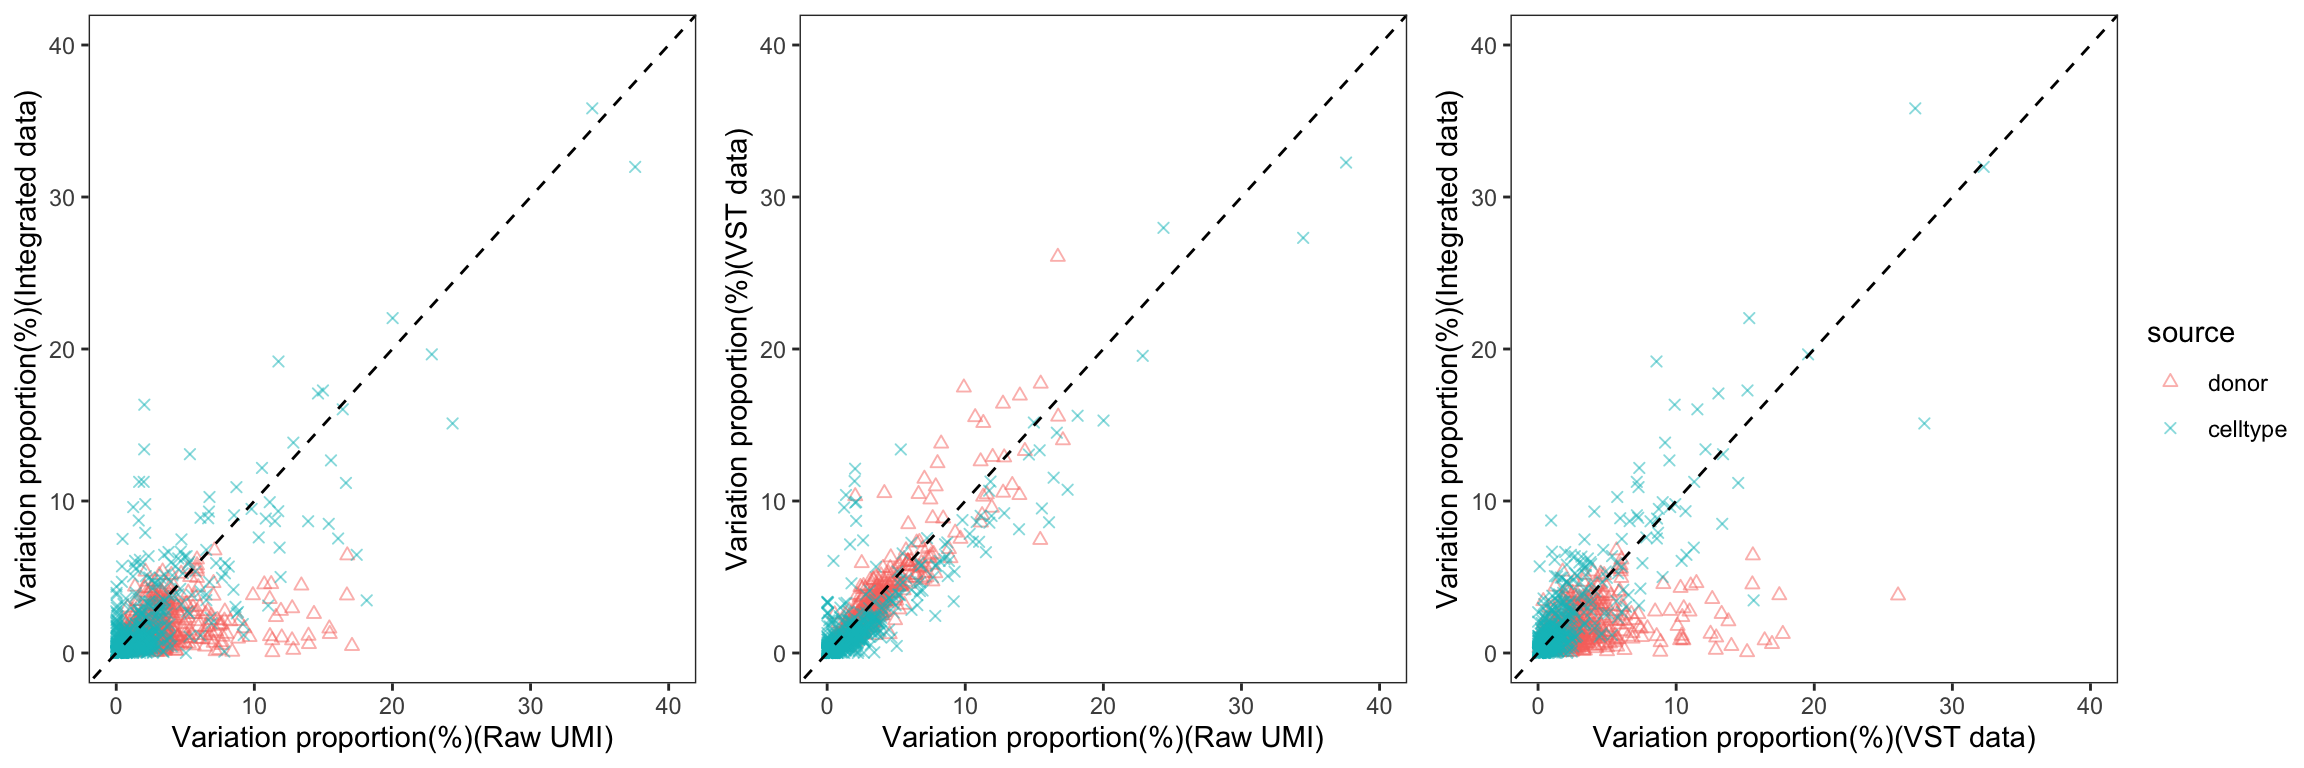 Variation proportion(%)(Integrated data)
40
30
20
10
0
0 10 20 30 40
Variation proportion(%)(Raw UMI)
Variation proportion(%)(VST data)
40
30
20
10
0
0 10 20 30 40
Variation proportion(%)(Raw UMI)
Variation proportion(%)(Integrated data)
40
30
20
10
0
0 10 20 30 40
Variation proportion(%)(VST data)
source
donor
celltype